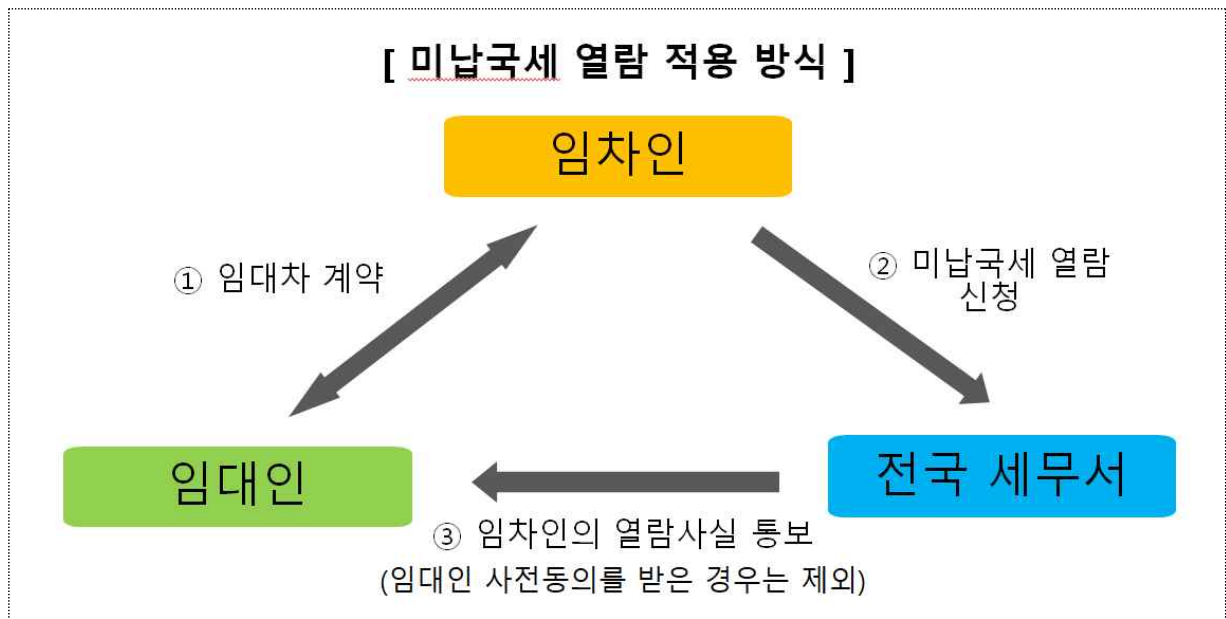 [ 미납국세 열람 적용 방식 ]
임차인
① 임대차 계약
② 미납국세 열람
신청
임대인
전국 세무서
③ 임차인의 열람사실 통보
(임대인 사전동의를 받은 경우는 제외)